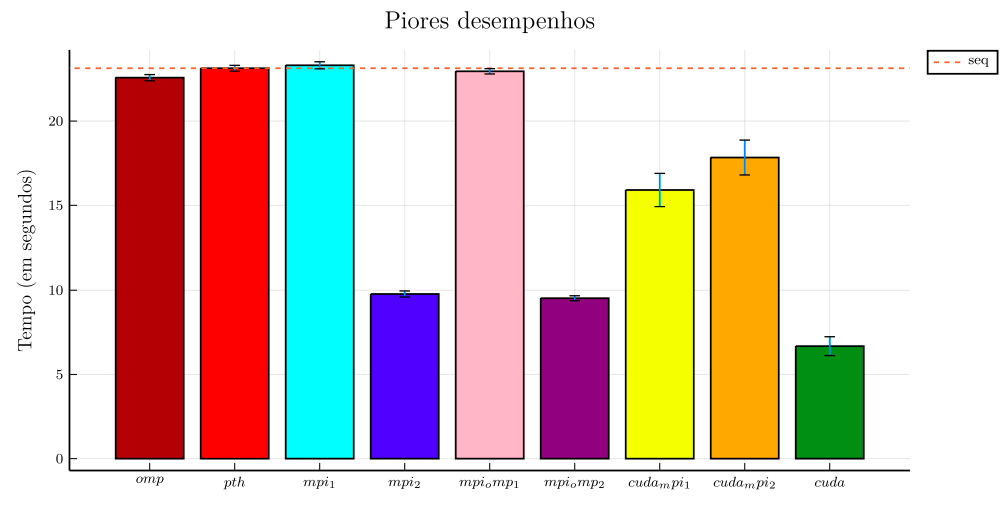 Piores desempenhos
seq
Tempo (em segundos)
20
15
10
5
0
omp pth mpi₁ mpi₂ mpiₒmp₁ mpiₒmp₂ cudaₘpi₁ cudaₘpi₂ cuda